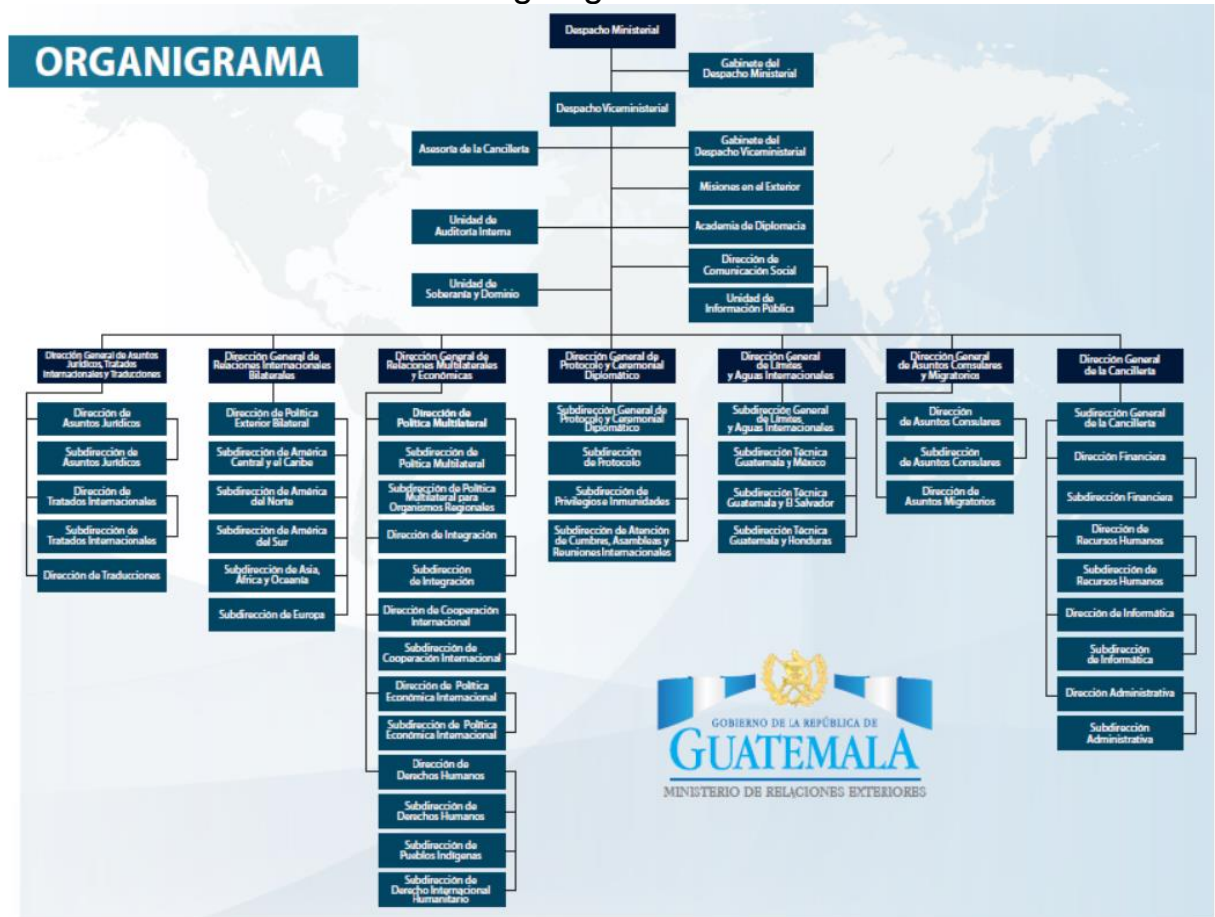 ORGANIGRAMA
Despacho Ministerial
Gabinete del
Despacho Ministerial
Despacho Viceministerial
Asesoría de la Cancillería
Gabinete del
Despacho Viceministerial
Misiones en el Exterior
Unidad de
Auditoría Interna
Academia de Diplomacia
Dirección de
Comunicación Social
Unidad de
Soberanía y Dominio
Unidad de
Información Pública
Dirección General de Asuntos
Jurídicos, Tratados
Internacionales y Traducciones
Dirección de
Asuntos Jurídicos
Subdirección de
Asuntos Jurídicos
Dirección de
Tratados Internacionales
Subdirección de
Tratados Internacionales
Dirección de Traducciones
Dirección General de
Relaciones Internacionales
Bilaterales
Dirección de Política
Exterior Bilateral
Subdirección de América
Central y el Caribe
Subdirección de América
del Norte
Subdirección de América
del Sur
Subdirección de Asia,
África y Oceanía
Subdirección de Europa
Dirección General de
Relaciones Multilaterales
y Económicas
Dirección de
Política Multilateral
Subdirección de
Política Multilateral
Subdirección de Política
Multilateral para
Organismos Regionales
Dirección de Integración
Subdirección
de Integración
Dirección de Cooperación
Internacional
Subdirección de
Cooperación Internacional
Dirección de Política
Económica Internacional
Subdirección de Política
Económica Internacional
Dirección de
Derechos Humanos
Subdirección de
Derechos Humanos
Subdirección de
Pueblos Indígenas
Subdirección de
Derecho Internacional
Humanitario
Dirección General de
Protocolo y Ceremonial
Diplomático
Subdirección General de
Protocolo y Ceremonial
Diplomático
Subdirección
de Protocolo
Subdirección de
Privilegios e Inmunidades
Subdirección de Atención
de Cumbres, Asambleas y
Reuniones Internacionales
Dirección General
de Límites
y Aguas Internacionales
Subdirección General
de Límites,
y Aguas Internacionales
Subdirección Técnica
Guatemala y México
Subdirección Técnica
Guatemala y El Salvador
Subdirección Técnica
Guatemala y Honduras
Dirección General
de Asuntos Consulares
y Migratorios
Dirección
de Asuntos Consulares
Subdirección
de Asuntos Consulares
Dirección de
Asuntos Migratorios
Dirección General
de la Cancillería
Sudirección General
de la Cancillería
Dirección Financiera
Subdirección Financiera
Dirección de
Recursos Humanos
Subdirección de
Recursos Humanos
Dirección de Informática
Subdirección
de Informática
Dirección Administrativa
Subdirección
Administrativa
GOBIERNO DE LA REPÚBLICA DE
GUATEMALA
MINISTERIO DE RELACIONES EXTERIORES